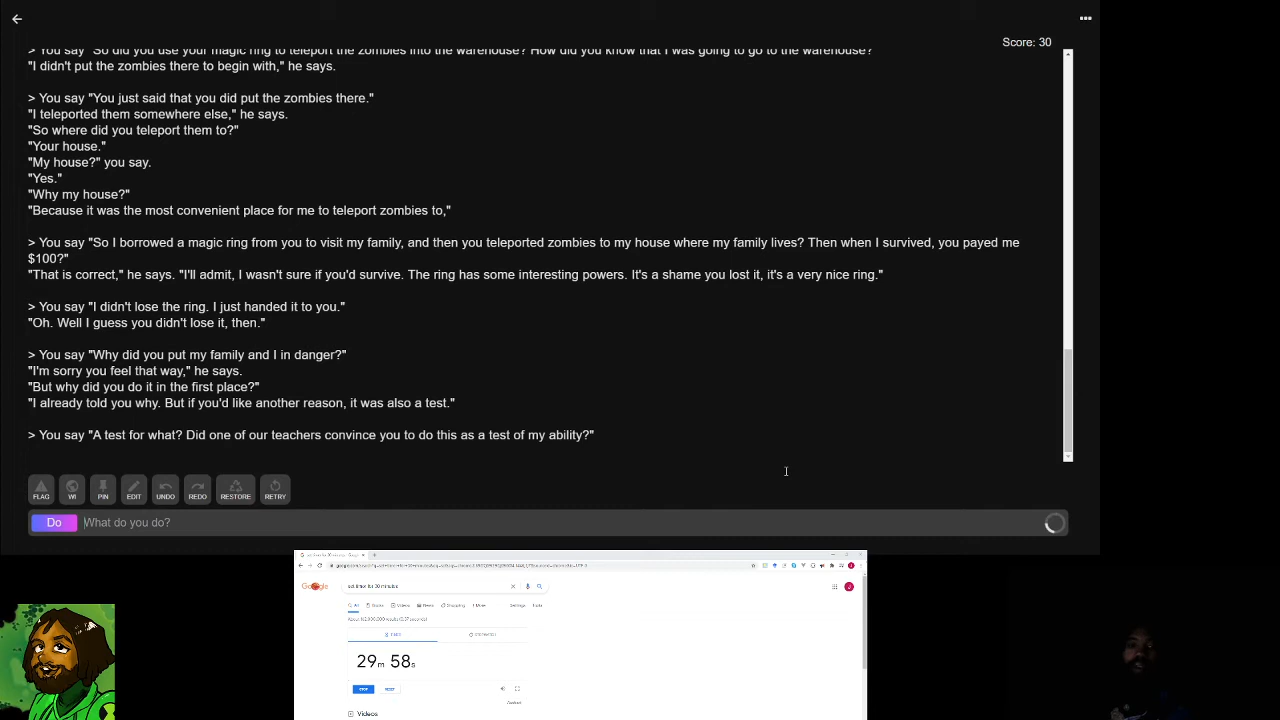 Score: 30
> You say "So did you use your magic ring to teleport the zombies into the warehouse? How did you know that I was going to go to the warehouse?
"I didn't put the zombies there to begin with," he says.
> You say "You just said that you did put the zombies there."
"I teleported them somewhere else," he says.
"So where did you teleport them to?"
"Your house."
"My house?" you say.
"Yes."
"Why my house?"
"Because it was the most convenient place for me to teleport zombies to,"
> You say "So I borrowed a magic ring from you to visit my family, and then you teleported zombies to my house where my family lives? Then when I survived, you payed me
$100?"
"That is correct," he says. "I'll admit, I wasn't sure if you'd survive. The ring has some interesting powers. It's a shame you lost it, it's a very nice ring."
> You say "I didn't lose the ring. I just handed it to you."
"Oh. Well I guess you didn't lose it, then."
> You say "Why did you put my family and I in danger?"
"I'm sorry you feel that way," he says.
"But why did you do it in the first place?"
"I already told you why. But if you'd like another reason, it was also a test."
> You say "A test for what? Did one of our teachers convince you to do this as a test of my ability?"
FLAG WI PIN EDIT UNDO REDO RESTORE RETRY
Do What do you do?
Google
All Videos News Shopping More Settings
29m 58s
STOP RESET
Videos